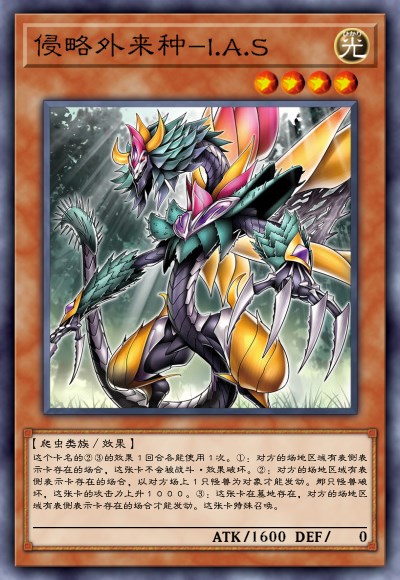 侵略外来种-I.A.S
光
【爬虫类族／效果】
这个卡名的②③的效果1回合各能使用1次。①：对方的场地区域有表侧表
示卡存在的场合，这张卡不会被战斗·效果破坏。②：对方的场地区域有表侧
表示卡存在的场合，以对方场上1只怪兽为对象才能发动。那只怪兽破
坏，这张卡的攻击力上升１０００。③：这张卡在墓地存在，对方的场地区
域有表侧表示卡存在的场合才能发动。这张卡特殊召唤。
ATK/1600 DEF/ 0